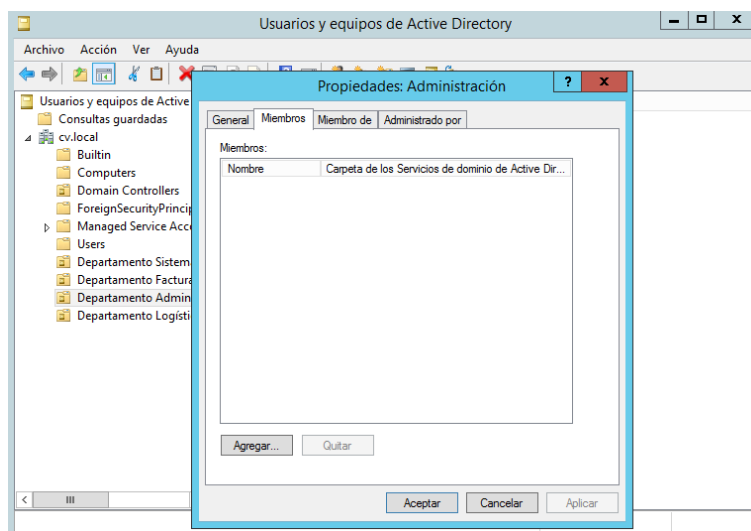 Usuarios y equipos de Active Directory
Archivo Acción Ver Ayuda
Propiedades: Administración
? x
General Miembros Miembro de Administrado por
Miembros:
Nombre Carpeta de los Servicios de dominio de Active Dir...
Agregar... Quitar
Aceptar Cancelar Aplicar
Usuarios y equipos de Active
Consultas guardadas
cv.local
Builtin
Computers
Domain Controllers
ForeignSecurityPrincip
Managed Service Acc
Users
Departamento Sistem
Departamento Factura
Departamento Admin
Departamento Logísti